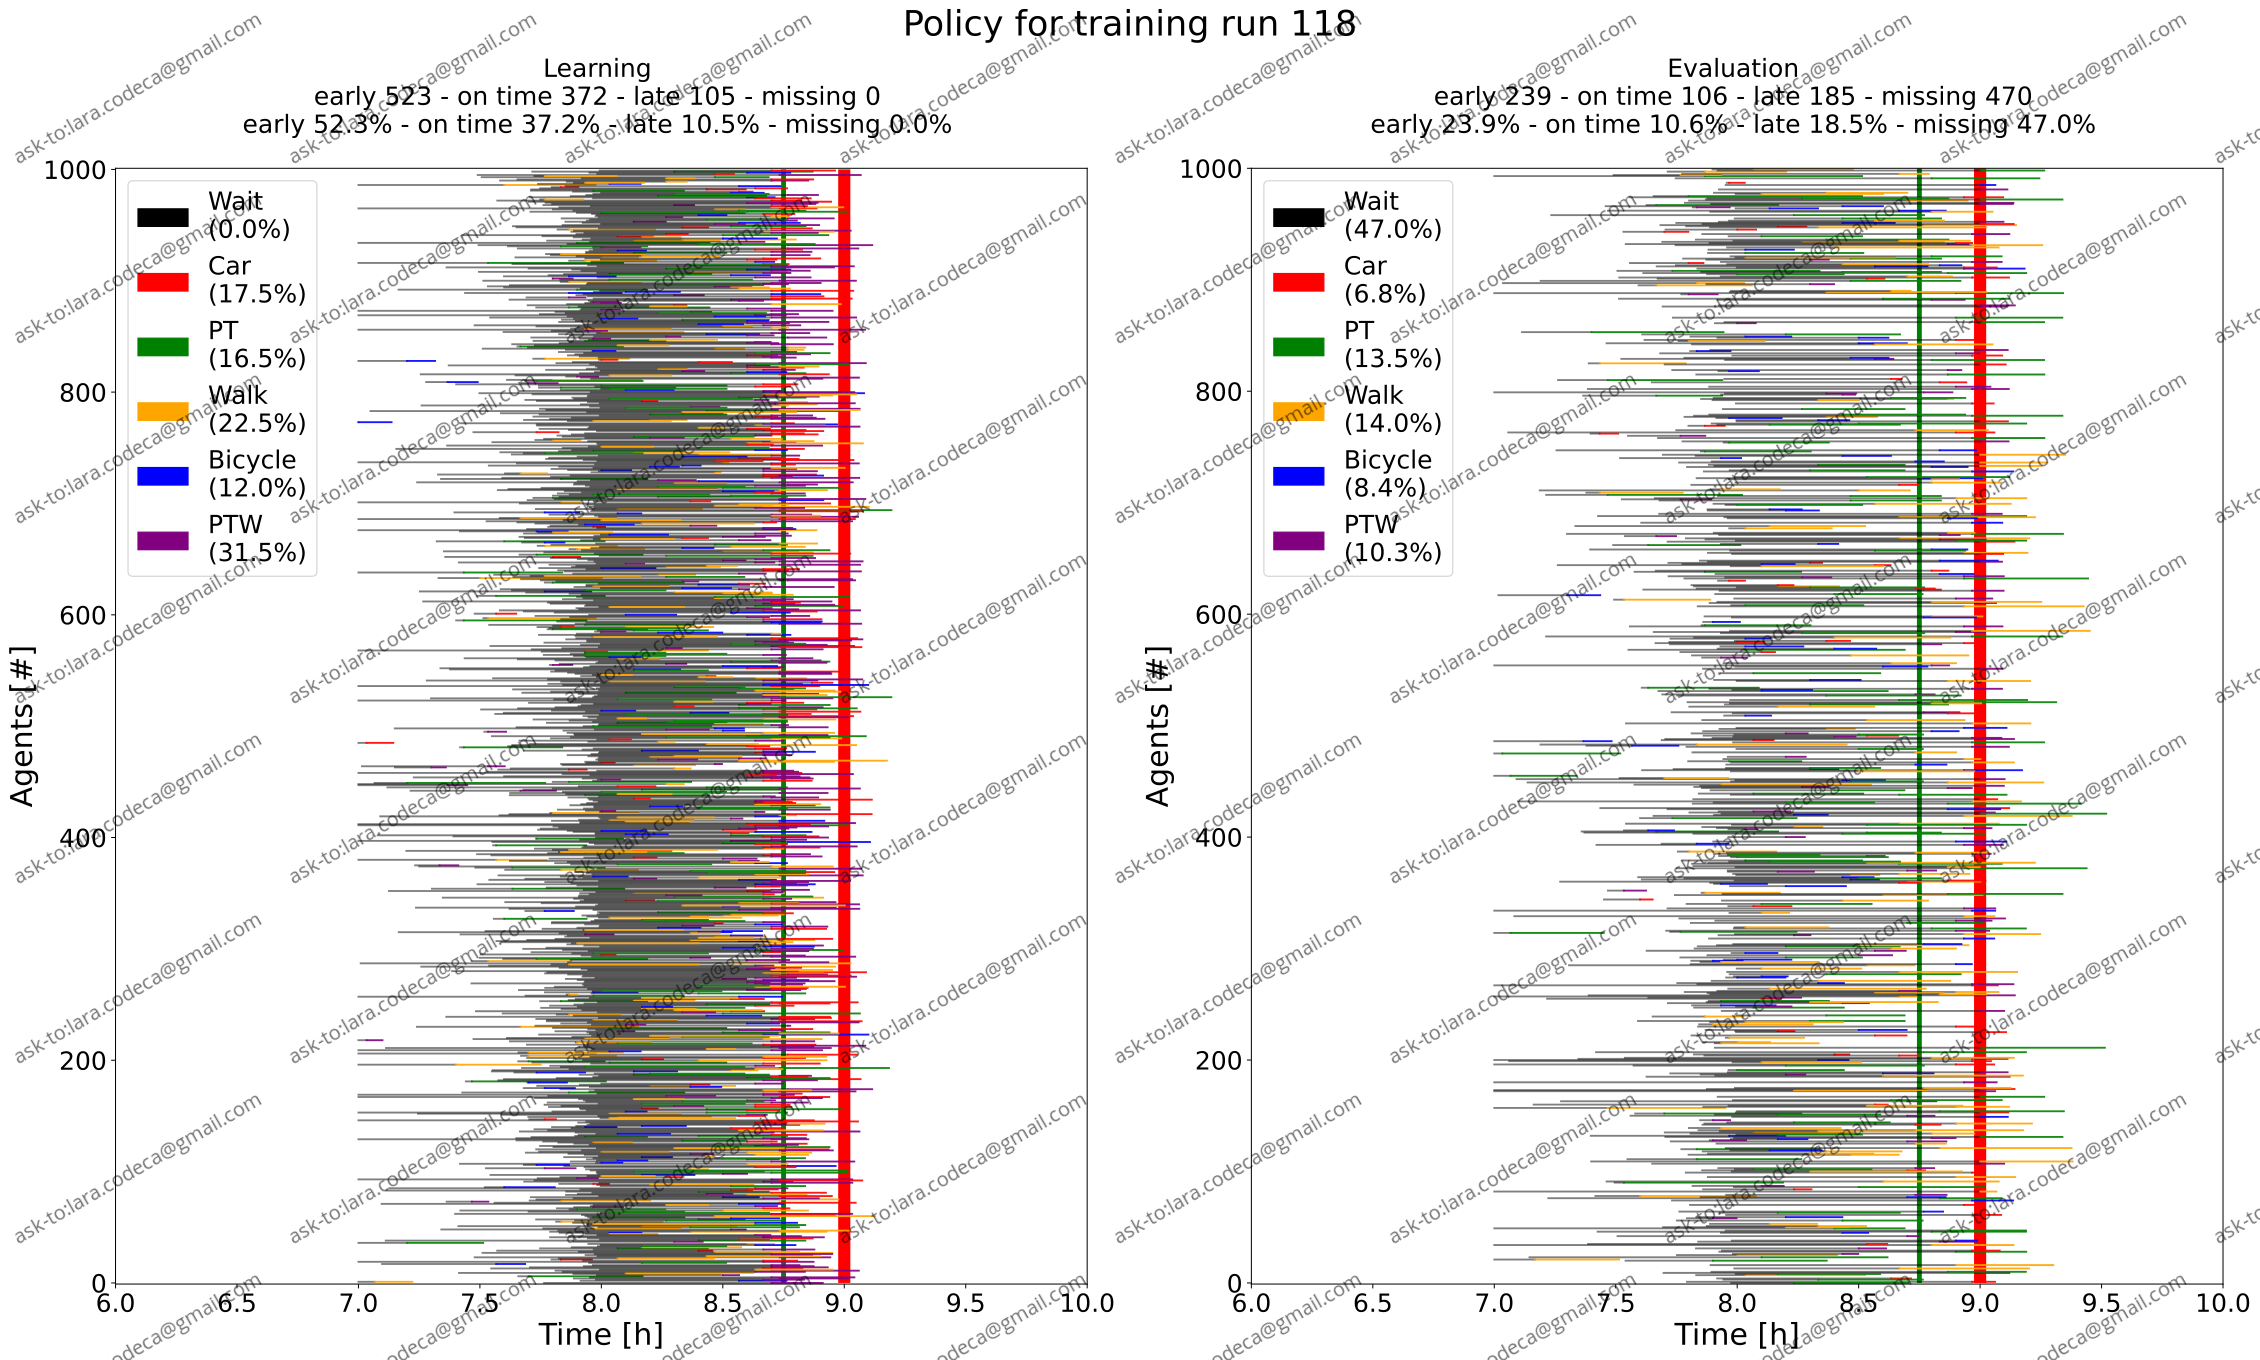 Policy for training run 118
Learning
early 523 - on time 372 - late 105 - missing 0
early 52.3% - on time 37.2% - late 10.5% - missing 0.0%
1000
800
600
400
200
0
Agents [#]
Wait
(0.0%)
Car
(17.5%)
PT
(16.5%)
Walk
(22.5%)
Bicycle
(12.0%)
PTW
(31.5%)
6.0 6.5 7.0 7.5 8.0 8.5 9.0 9.5 10.0
Time [h]
Evaluation
early 239 - on time 106 - late 185 - missing 470
early 23.9% - on time 10.6% - late 18.5% - missing 47.0%
1000
800
600
400
200
0
Agents [#]
Wait
(47.0%)
Car
(6.8%)
PT
(13.5%)
Walk
(14.0%)
Bicycle
(8.4%)
PTW
(10.3%)
6.0 6.5 7.0 7.5 8.0 8.5 9.0 9.5 10.0
Time [h]
ask-to:lara.codeca@gmail.com